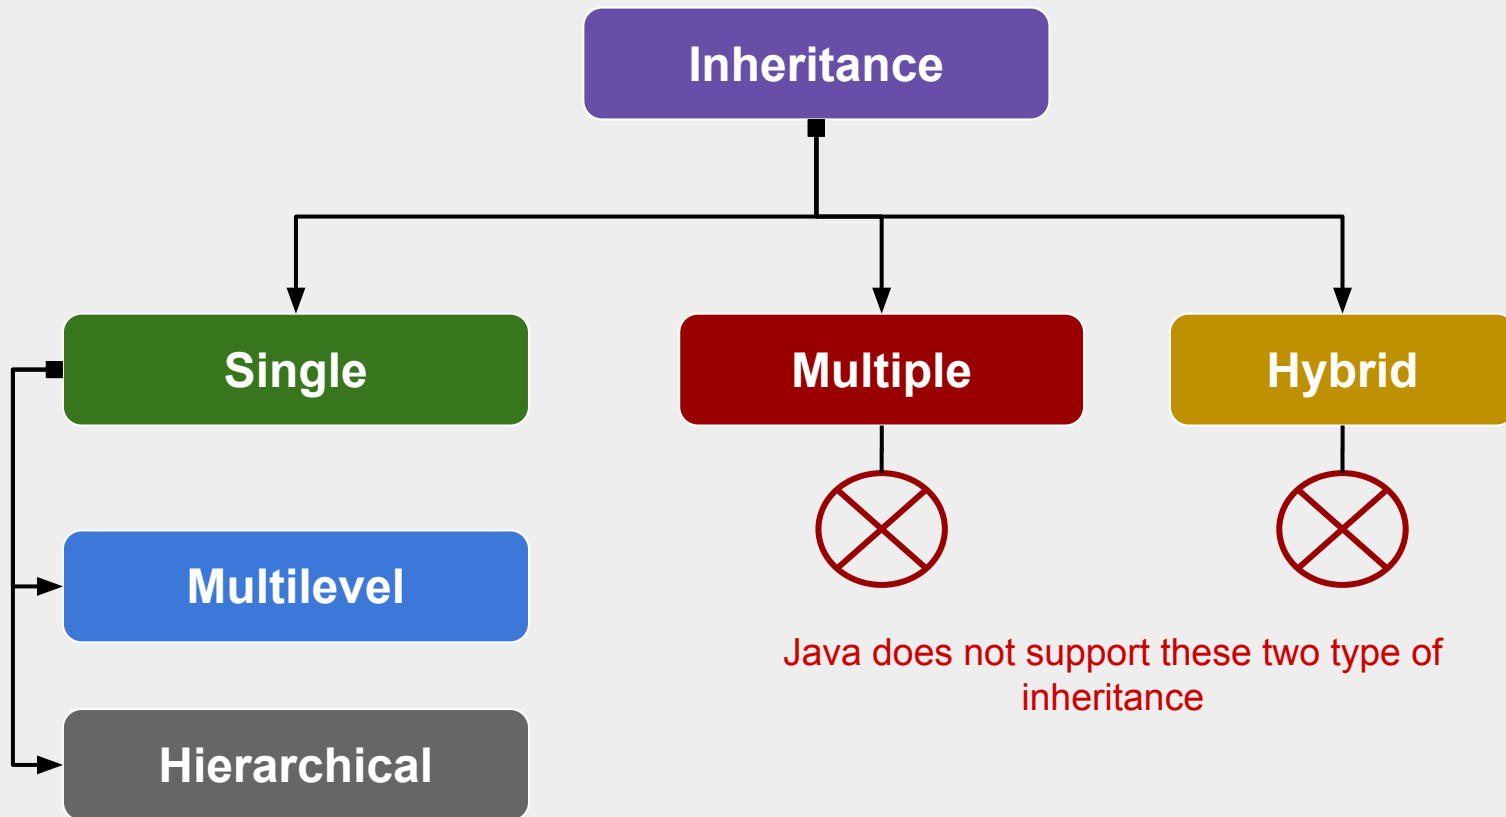 Inheritance
Single
Multiple
Hybrid
Multilevel
Java does not support these two type of
inheritance
Hierarchical